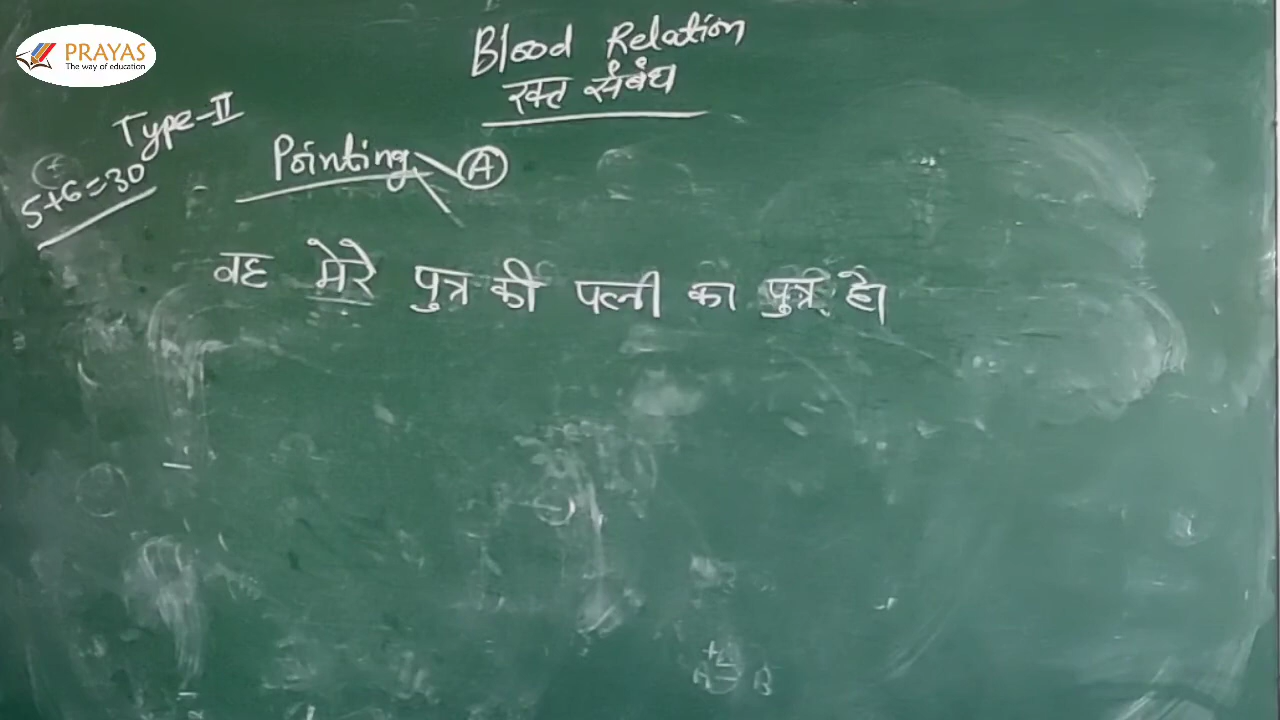 PRAYAS
The way of education
Blood Relation
रक्त संबंध
Type-II
5+6=30
Pointing A
वह मेरे पुत्र की पत्नी का पुत्र है।